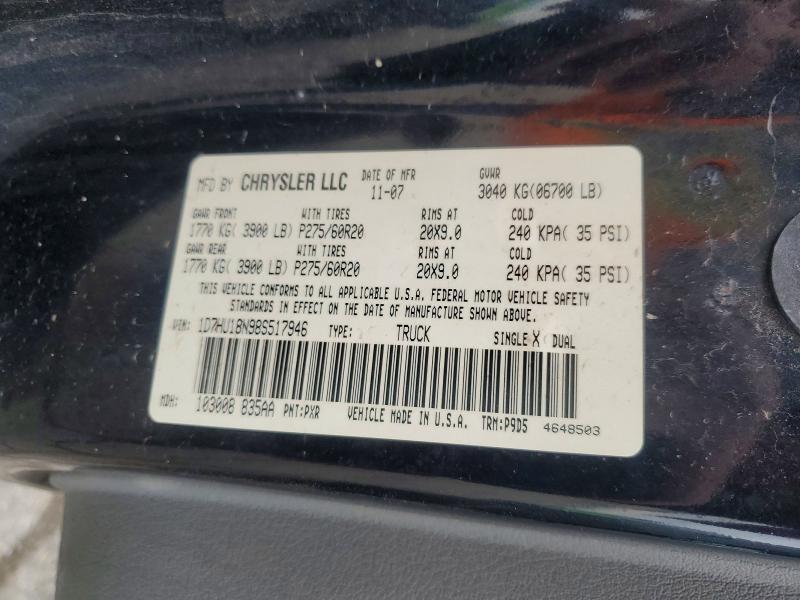 MFD BY CHRYSLER LLC DATE OF MFR GVWR
11-07 3040 KG(06700 LB)
GAWR FRONT WITH TIRES RIMS AT COLD
1770 KG( 3900 LB) P275/60R20 20X9.0 240 KPA( 35 PSI)
GAWR REAR WITH TIRES RIMS AT COLD
1770 KG( 3900 LB) P275/60R20 20X9.0 240 KPA( 35 PSI)
THIS VEHICLE CONFORMS TO ALL APPLICABLE U.S.A. FEDERAL MOTOR VEHICLE SAFETY
STANDARDS IN EFFECT ON THE DATE OF MANUFACTURE SHOWN ABOVE.
VIN: 1D7HU18N98S517946 TYPE: TRUCK SINGLE X DUAL
MDH: 103008 835AA PNT:PXR VEHICLE MADE IN U.S.A. TRM:P9D5 4648503